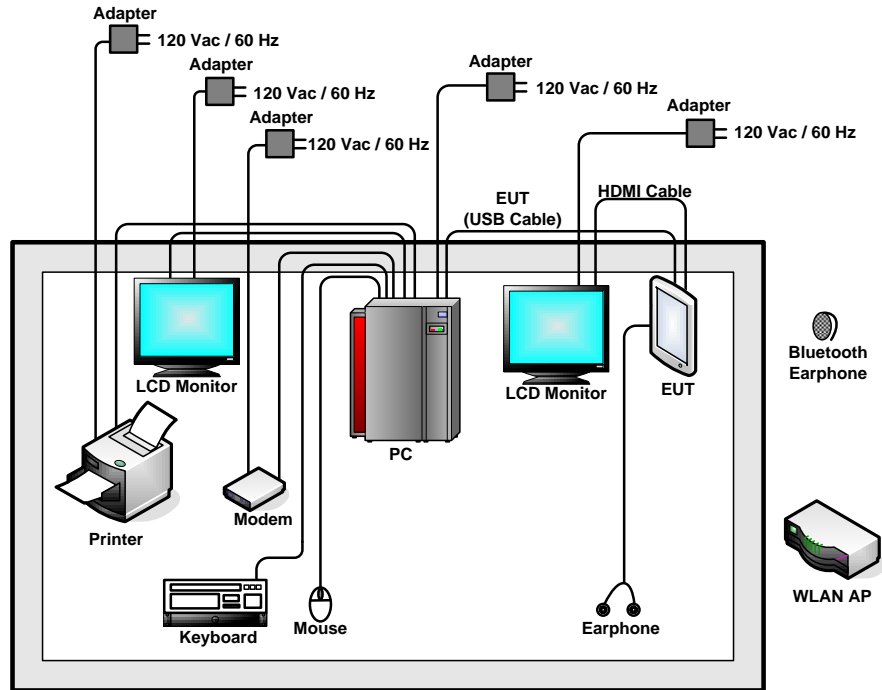 Adapter
120 Vac / 60 Hz
Adapter
120 Vac / 60 Hz
Adapter
120 Vac / 60 Hz
Adapter
120 Vac / 60 Hz
Adapter
120 Vac / 60 Hz
EUT
(USB Cable)
HDMI Cable
LCD Monitor
PC
LCD Monitor
EUT
Bluetooth
Earphone
Printer
Modem
Keyboard
Mouse
Earphone
WLAN AP